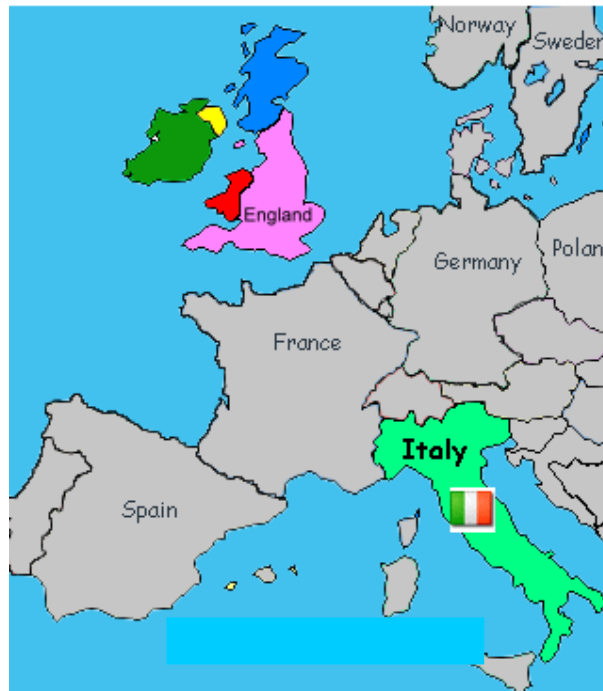 Norway
Sweden
England
Germany
Polan
France
Italy
Spain